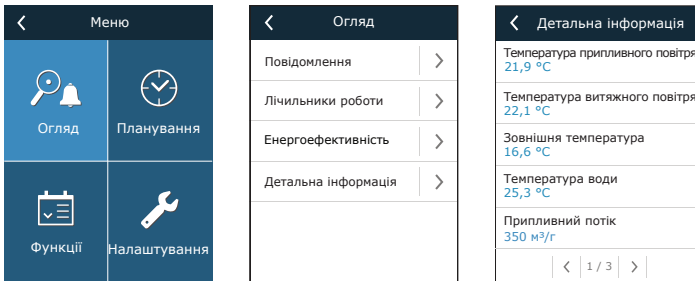 Меню
Огляд
Планування
Функції
Налаштування
Огляд
Повідомлення
Лічильники роботи
Енергоефективність
Детальна інформація
Детальна інформація
Температура припливного повітря
21,9 °C
Температура витяжного повітря
22,1 °C
Зовнішня температура
16,6 °C
Температура води
25,3 °C
Припливний потік
350 м³/г
1 / 3